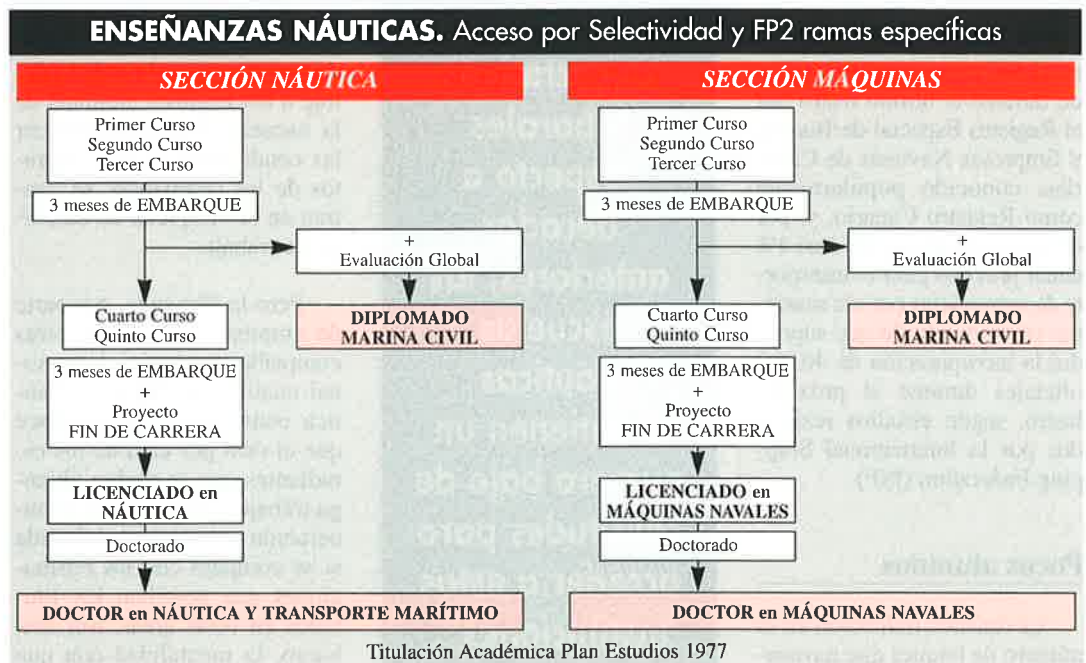 ENSEÑANZAS NÁUTICAS. Acceso por Selectividad y FP2 ramas específicas
SECCIÓN NÁUTICA
Primer Curso
Segundo Curso
Tercer Curso
3 meses de EMBARQUE
+
Evaluación Global
Cuarto Curso
Quinto Curso
DIPLOMADO
MARINA CIVIL
3 meses de EMBARQUE
+
Proyecto
FIN DE CARRERA
LICENCIADO en
NÁUTICA
Doctorado
DOCTOR en NÁUTICA Y TRANSPORTE MARÍTIMO
SECCIÓN MÁQUINAS
Primer Curso
Segundo Curso
Tercer Curso
3 meses de EMBARQUE
+
Evaluación Global
Cuarto Curso
Quinto Curso
DIPLOMADO
MARINA CIVIL
3 meses de EMBARQUE
+
Proyecto
FIN DE CARRERA
LICENCIADO en
MÁQUINAS NAVALES
Doctorado
DOCTOR en MÁQUINAS NAVALES
Titulación Académica Plan Estudios 1977